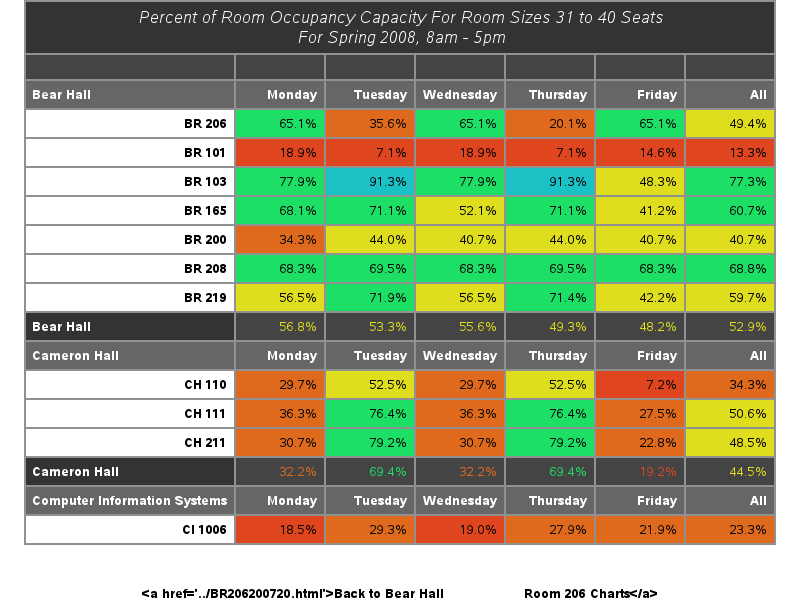 Percent of Room Occupancy Capacity For Room Sizes 31 to 40 Seats
For Spring 2008, 8am - 5pm
Bear Hall Monday Tuesday Wednesday Thursday Friday All
BR 206 65.1% 35.6% 65.1% 20.1% 65.1% 49.4%
BR 101 18.9% 7.1% 18.9% 7.1% 14.6% 13.3%
BR 103 77.9% 91.3% 77.9% 91.3% 48.3% 77.3%
BR 165 68.1% 71.1% 52.1% 71.1% 41.2% 60.7%
BR 200 34.3% 44.0% 40.7% 44.0% 40.7% 40.7%
BR 208 68.3% 69.5% 68.3% 69.5% 68.3% 68.8%
BR 219 56.5% 71.9% 56.5% 71.4% 42.2% 59.7%
Bear Hall 56.8% 53.3% 55.6% 49.3% 48.2% 52.9%
Cameron Hall Monday Tuesday Wednesday Thursday Friday All
CH 110 29.7% 52.5% 29.7% 52.5% 7.2% 34.3%
CH 111 36.3% 76.4% 36.3% 76.4% 27.5% 50.6%
CH 211 30.7% 79.2% 30.7% 79.2% 22.8% 48.5%
Cameron Hall 32.2% 69.4% 32.2% 69.4% 19.2% 44.5%
Computer Information Systems Monday Tuesday Wednesday Thursday Friday All
CI 1006 18.5% 29.3% 19.0% 27.9% 21.9% 23.3%
<a href='../BR206200720.html'>Back to Bear Hall Room 206 Charts</a>